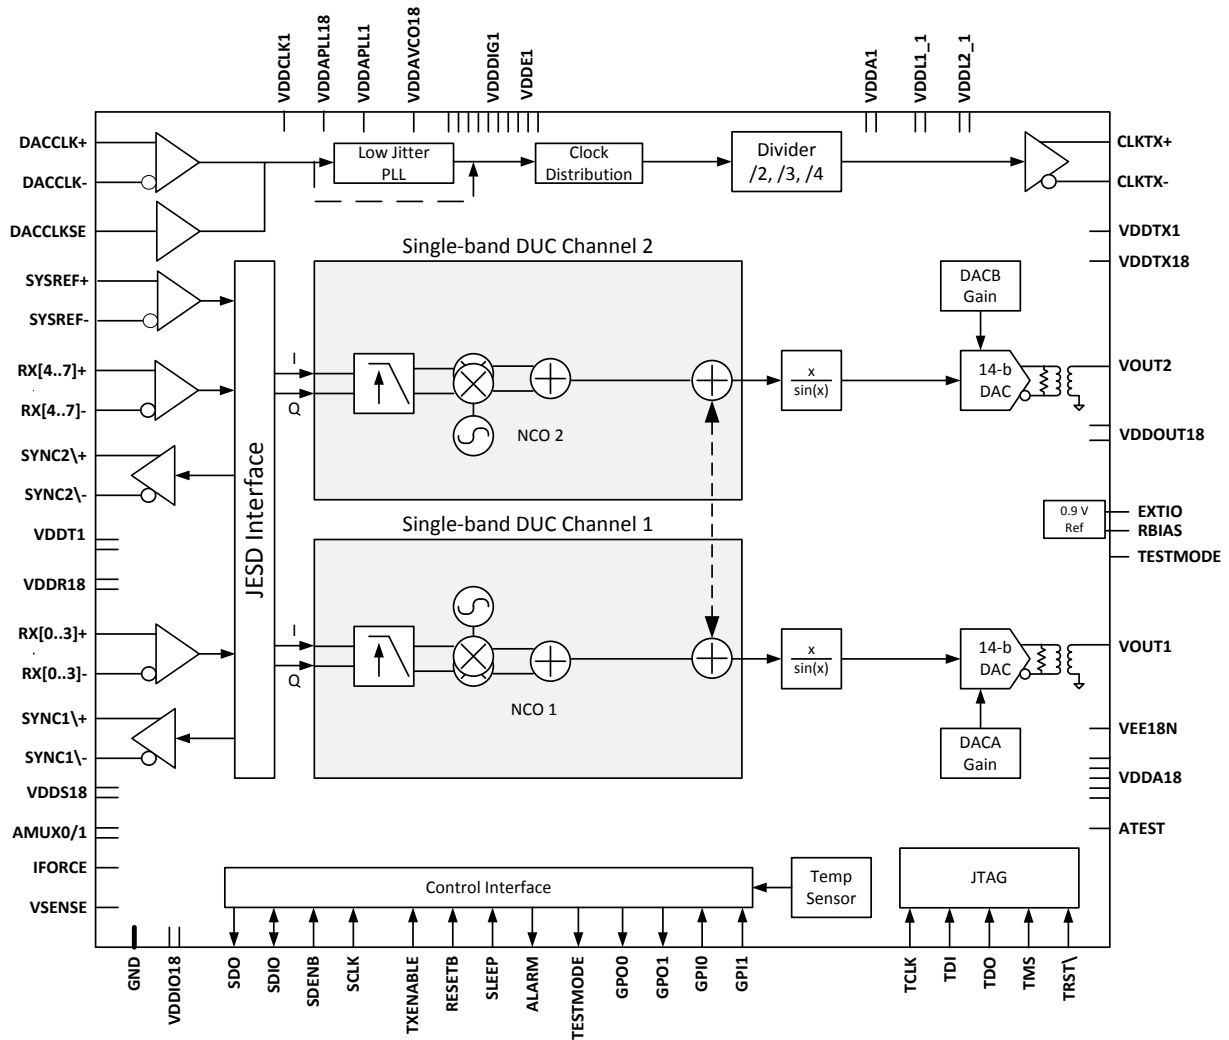 VDDCLK1
VDDAPLL18
VDDAPLL1
VDDAVCO18
VDDDIG1
VDDE1
VDDA1
VDDL1_1
VDDL2_1
DACCLK+
DACCLK-
DACCLKSE
SYSREF+
SYSREF-
RX[4..7]+
RX[4..7]-
SYNC2\+
SYNC2\-
VDDT1
VDDR18
RX[0..3]+
RX[0..3]-
SYNC1\+
SYNC1\-
VDDS18
AMUX0/1
IFORCE
VSENSE
Low Jitter
PLL
Clock
Distribution
Divider
/2, /3, /4
CLKTX+
CLKTX-
VDDTX1
VDDTX18
JESD Interface
Single-band DUC Channel 2
I
Q
NCO 2
x
sin(x)
DACB
Gain
14-b
DAC
VOUT2
VDDOUT18
0.9 V
Ref
EXTIO
RBIAS
TESTMODE
Single-band DUC Channel 1
I
Q
NCO 1
x
sin(x)
14-b
DAC
DACA
Gain
VOUT1
VEE18N
VDDA18
ATEST
Control Interface
Temp
Sensor
JTAG
GND
VDDIO18
SDO
SDIO
SDENB
SCLK
TXENABLE
RESETB
SLEEP
ALARM
TESTMODE
GPO0
GPO1
GPI0
GPI1
TCLK
TDI
TDO
TMS
TRST\